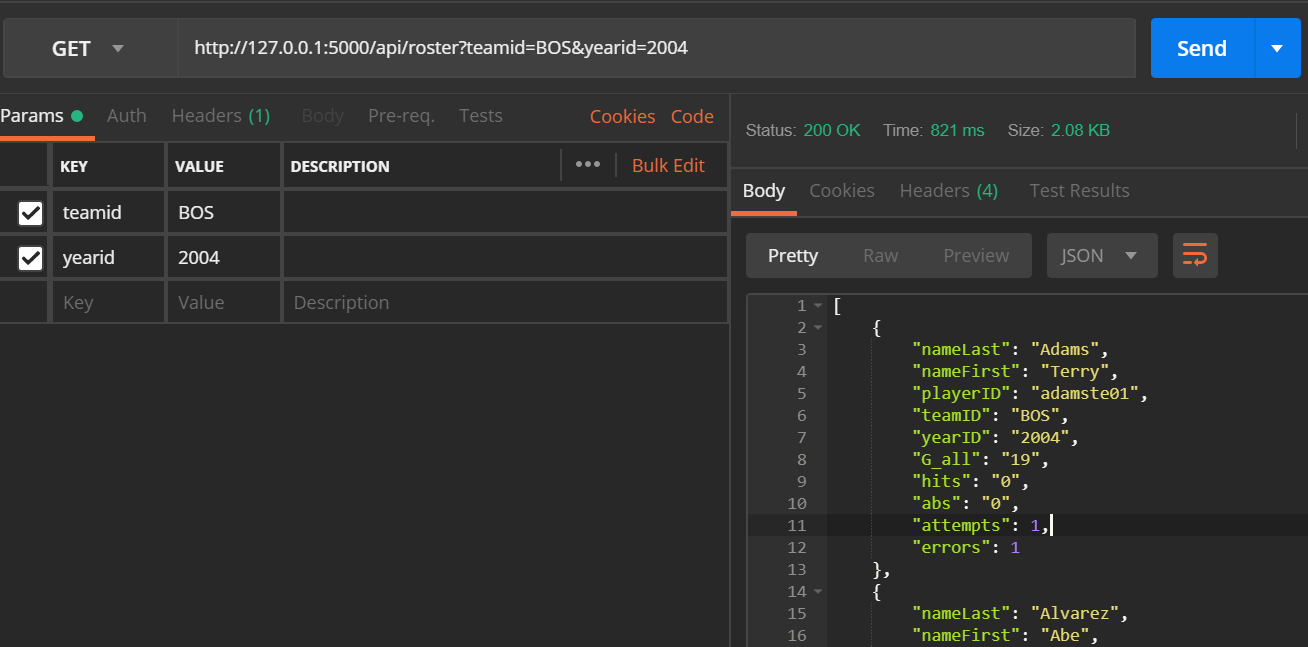 GET http://127.0.0.1:5000/api/roster?teamid=BOS&yearid=2004 Send
Params Auth Headers (1) Body Pre-req. Tests Cookies Code
KEY VALUE DESCRIPTION ••• Bulk Edit
teamid BOS
yearid 2004
Key Value Description
Status: 200 OK Time: 821 ms Size: 2.08 KB
Body Cookies Headers (4) Test Results
Pretty Raw Preview JSON
1 [
2 {
3 "nameLast": "Adams",
4 "nameFirst": "Terry",
5 "playerID": "adamste01",
6 "teamID": "BOS",
7 "yearID": "2004",
8 "G_all": "19",
9 "hits": "0",
10 "abs": "0",
11 "attempts": 1,
12 "errors": 1
13 },
14 {
15 "nameLast": "Alvarez",
16 "nameFirst": "Abe",